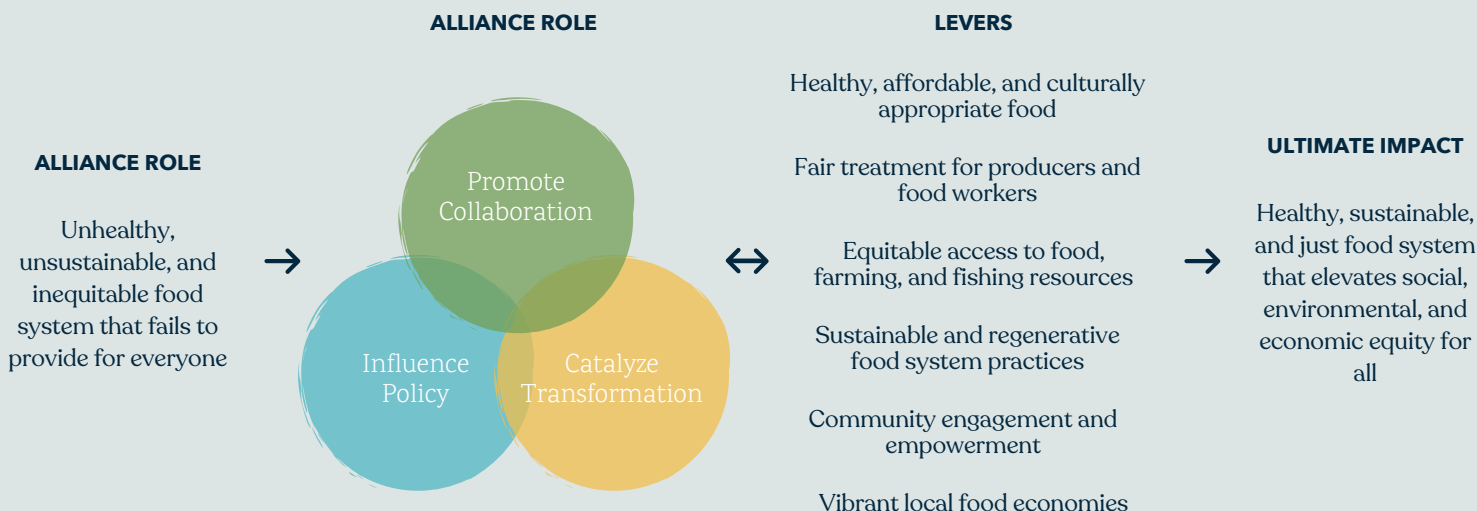 ALLIANCE ROLE
Unhealthy,
unsustainable, and
inequitable food
system that fails to
provide for everyone
ALLIANCE ROLE
Promote
Collaboration
Influence
Policy
Catalyze
Transformation
LEVERS
Healthy, affordable, and culturally
appropriate food
Fair treatment for producers and
food workers
Equitable access to food,
farming, and fishing resources
Sustainable and regenerative
food system practices
Community engagement and
empowerment
Vibrant local food economies
ULTIMATE IMPACT
Healthy, sustainable,
and just food system
that elevates social,
environmental, and
economic equity for
all